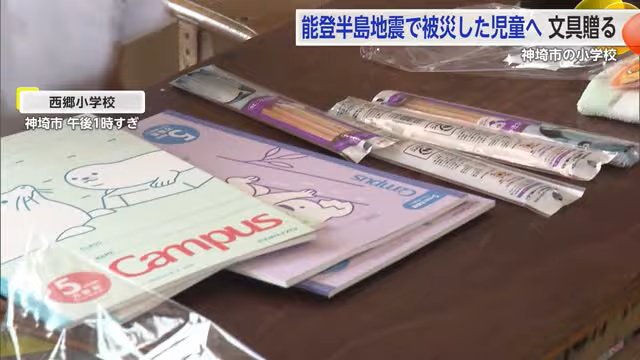 能登半島地震で被災した児童へ 文具贈る
神埼市の小学校
西郷小学校
神埼市 午後1時すぎ
5
Campus
Campus
5